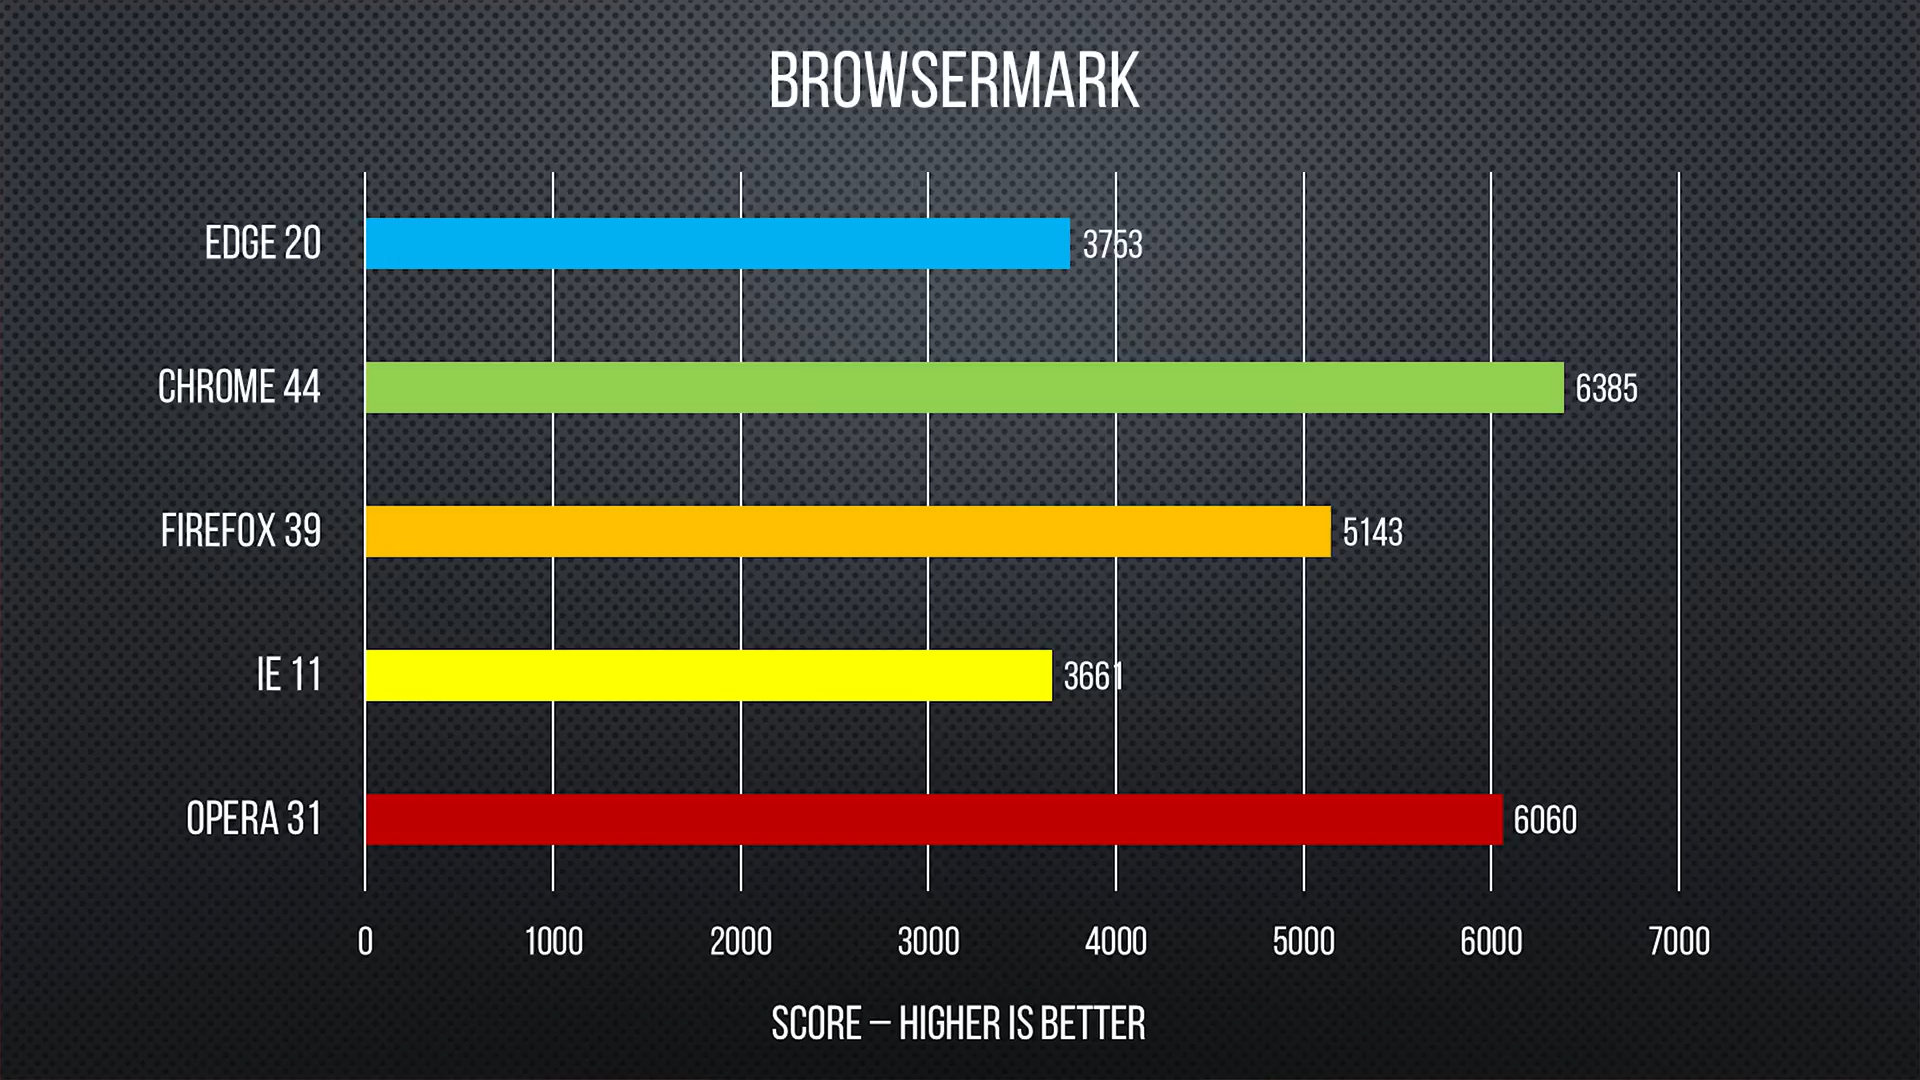 BROWSERMARK
EDGE 20 3753
CHROME 44 6385
FIREFOX 39 5143
IE 11 3661
OPERA 31 6060
0 1000 2000 3000 4000 5000 6000 7000
SCORE – HIGHER IS BETTER